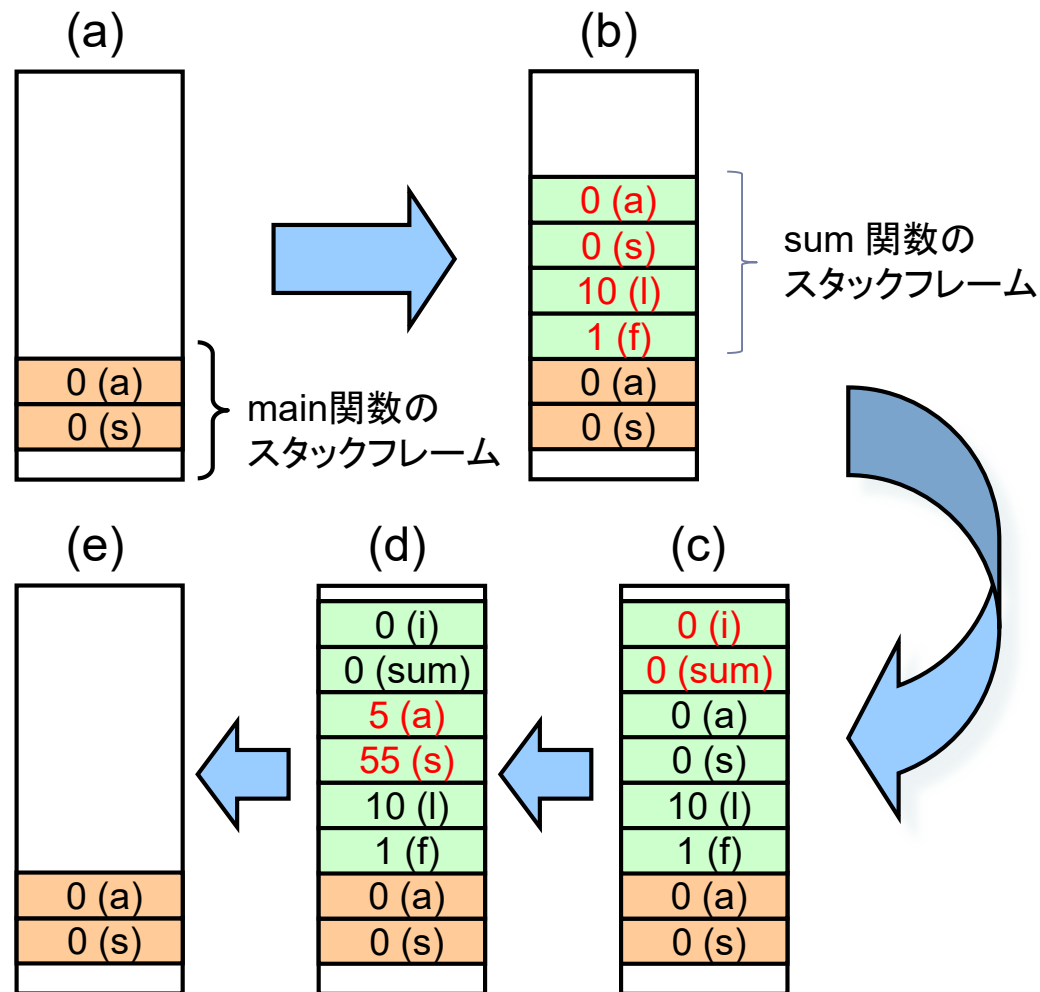 (a)
0 (a)
0 (s)
main関数の
スタックフレーム
(b)
0 (a)
0 (s)
10 (l)
1 (f)
0 (a)
0 (s)
sum 関数の
スタックフレーム
(e)
0 (a)
0 (s)
(d)
0 (i)
0 (sum)
5 (a)
55 (s)
10 (l)
1 (f)
0 (a)
0 (s)
(c)
0 (i)
0 (sum)
0 (a)
0 (s)
10 (l)
1 (f)
0 (a)
0 (s)